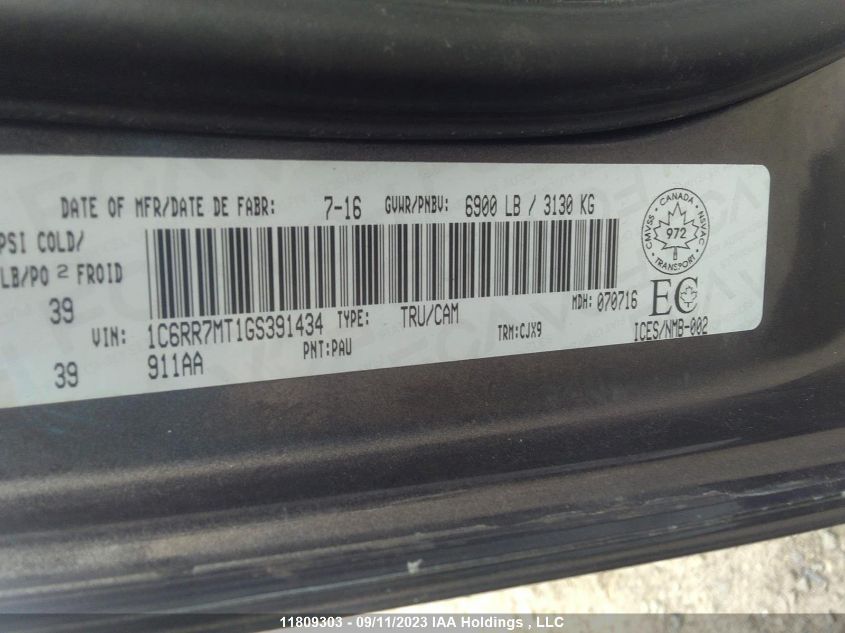 DATE OF MFR/DATE DE FABR: 7-16 GVWR/PNBV: 6900 LB / 3130 KG
PSI COLD/
LB/PO 2 FROID
39
39
CMVSS CANADA NSVAC
972
TRANSPORT
VIN: 1C6RR7MT1GS391434 TYPE: TRU/CAM MDH: 070716
EC
911AA PNT:PAU TRM:CJX9 ICES/NMB-002
11809303 - 09/11/2023 IAA Holdings , LLC